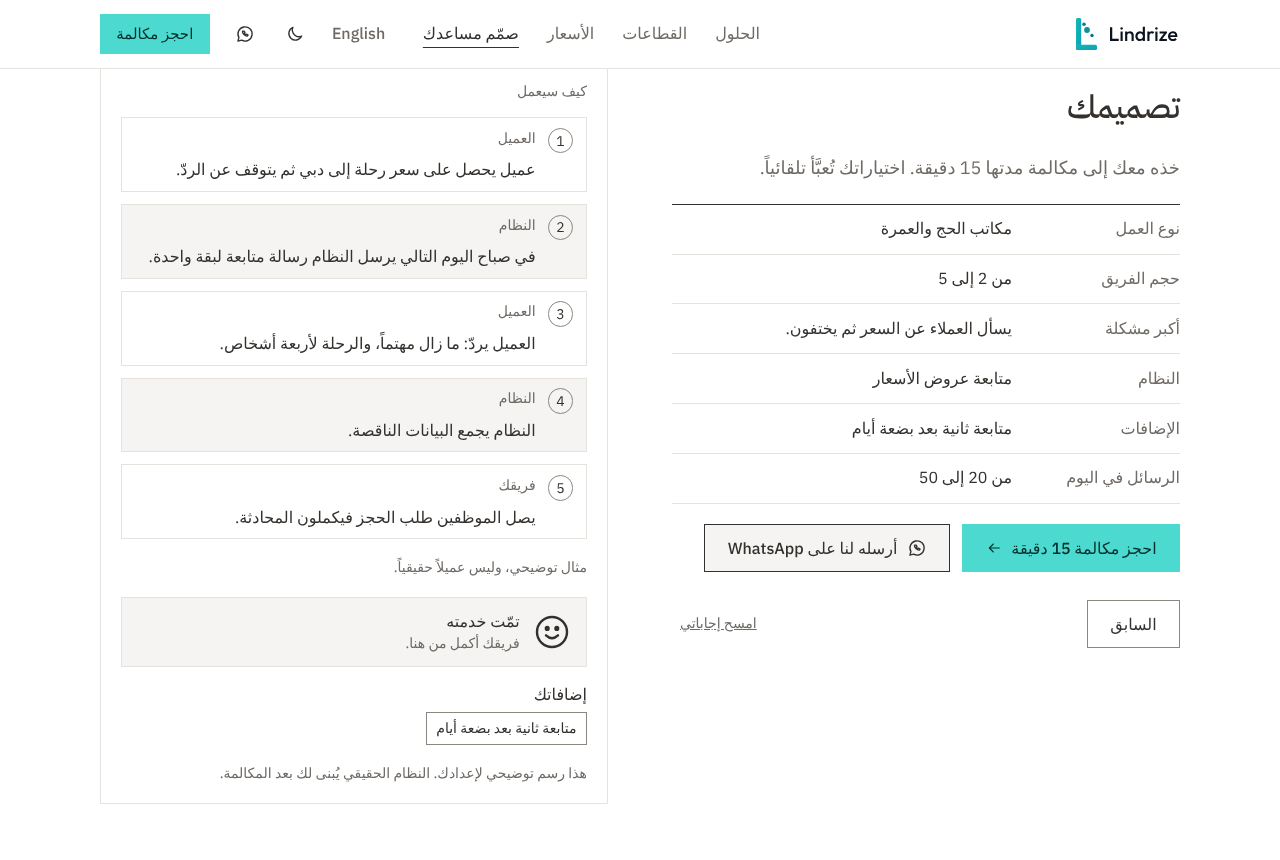 Lindrize
الحلول
القطاعات
الأسعار
صمّم مساعدك
English
احجز مكالمة
تصميمك
خذه معك إلى مكالمة مدتها 15 دقيقة. اختياراتك تُعبَّأ تلقائياً.
نوع العمل مكاتب الحج والعمرة
حجم الفريق من 2 إلى 5
أكبر مشكلة يسأل العملاء عن السعر ثم يختفون.
النظام متابعة عروض الأسعار
الإضافات متابعة ثانية بعد بضعة أيام
الرسائل في اليوم من 20 إلى 50
احجز مكالمة 15 دقيقة ←
أرسله لنا على WhatsApp
السابق
امسح إجاباتي
كيف سيعمل
1 العميل
عميل يحصل على سعر رحلة إلى دبي ثم يتوقف عن الردّ.
2 النظام
في صباح اليوم التالي يرسل النظام رسالة متابعة لبقة واحدة.
3 العميل
العميل يردّ: ما زال مهتماً، والرحلة لأربعة أشخاص.
4 النظام
النظام يجمع البيانات الناقصة.
5 فريقك
يصل الموظفين طلب الحجز فيكملون المحادثة.
مثال توضيحي، وليس عميلاً حقيقياً.
تمّت خدمته
فريقك أكمل من هنا.
إضافاتك
متابعة ثانية بعد بضعة أيام
هذا رسم توضيحي لإعدادك. النظام الحقيقي يُبنى لك بعد المكالمة.